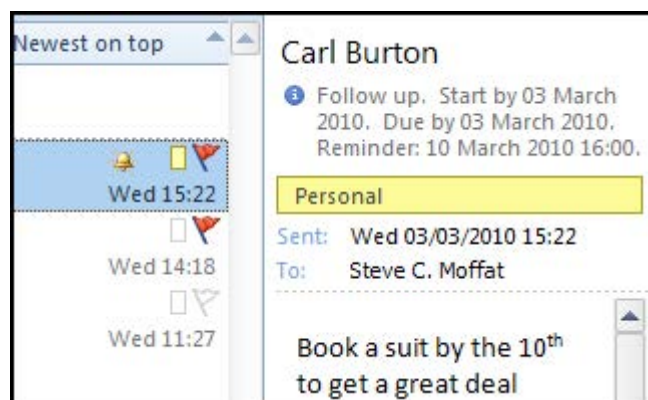 Newest on top
Wed 15:22
Wed 14:18
Wed 11:27
Carl Burton
Follow up. Start by 03 March
2010. Due by 03 March 2010.
Reminder: 10 March 2010 16:00.
Personal
Sent: Wed 03/03/2010 15:22
To: Steve C. Moffat
Book a suit by the 10th
to get a great deal